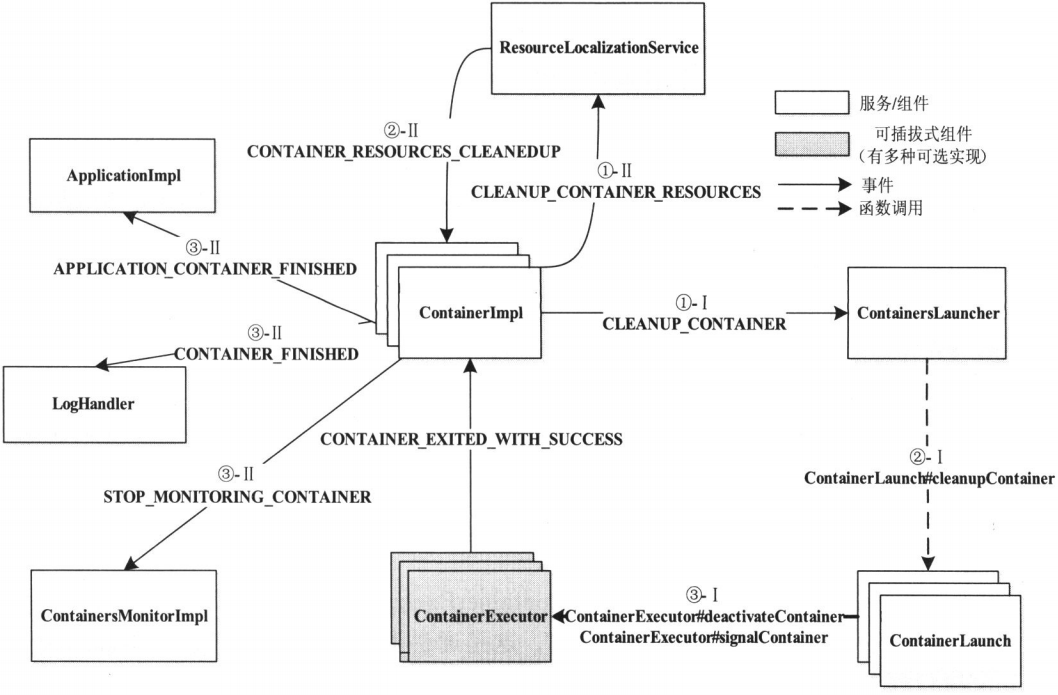 ResourceLocalizationService
服务/组件
可插拔式组件
(有多种可选实现)
事件
函数调用
②-II
CONTAINER_RESOURCES_CLEANEDUP
①-II
CLEANUP_CONTAINER_RESOURCES
ApplicationImpl
③-II
APPLICATION_CONTAINER_FINISHED
ContainerImpl
①-I
CLEANUP_CONTAINER
ContainersLauncher
③-II
CONTAINER_FINISHED
LogHandler
CONTAINER_EXITED_WITH_SUCCESS
③-II
STOP_MONITORING_CONTAINER
②-I
ContainerLaunch#cleanupContainer
ContainersMonitorImpl
ContainerExecutor
③-I
ContainerExecutor#deactivateContainer
ContainerExecutor#signalContainer
ContainerLaunch